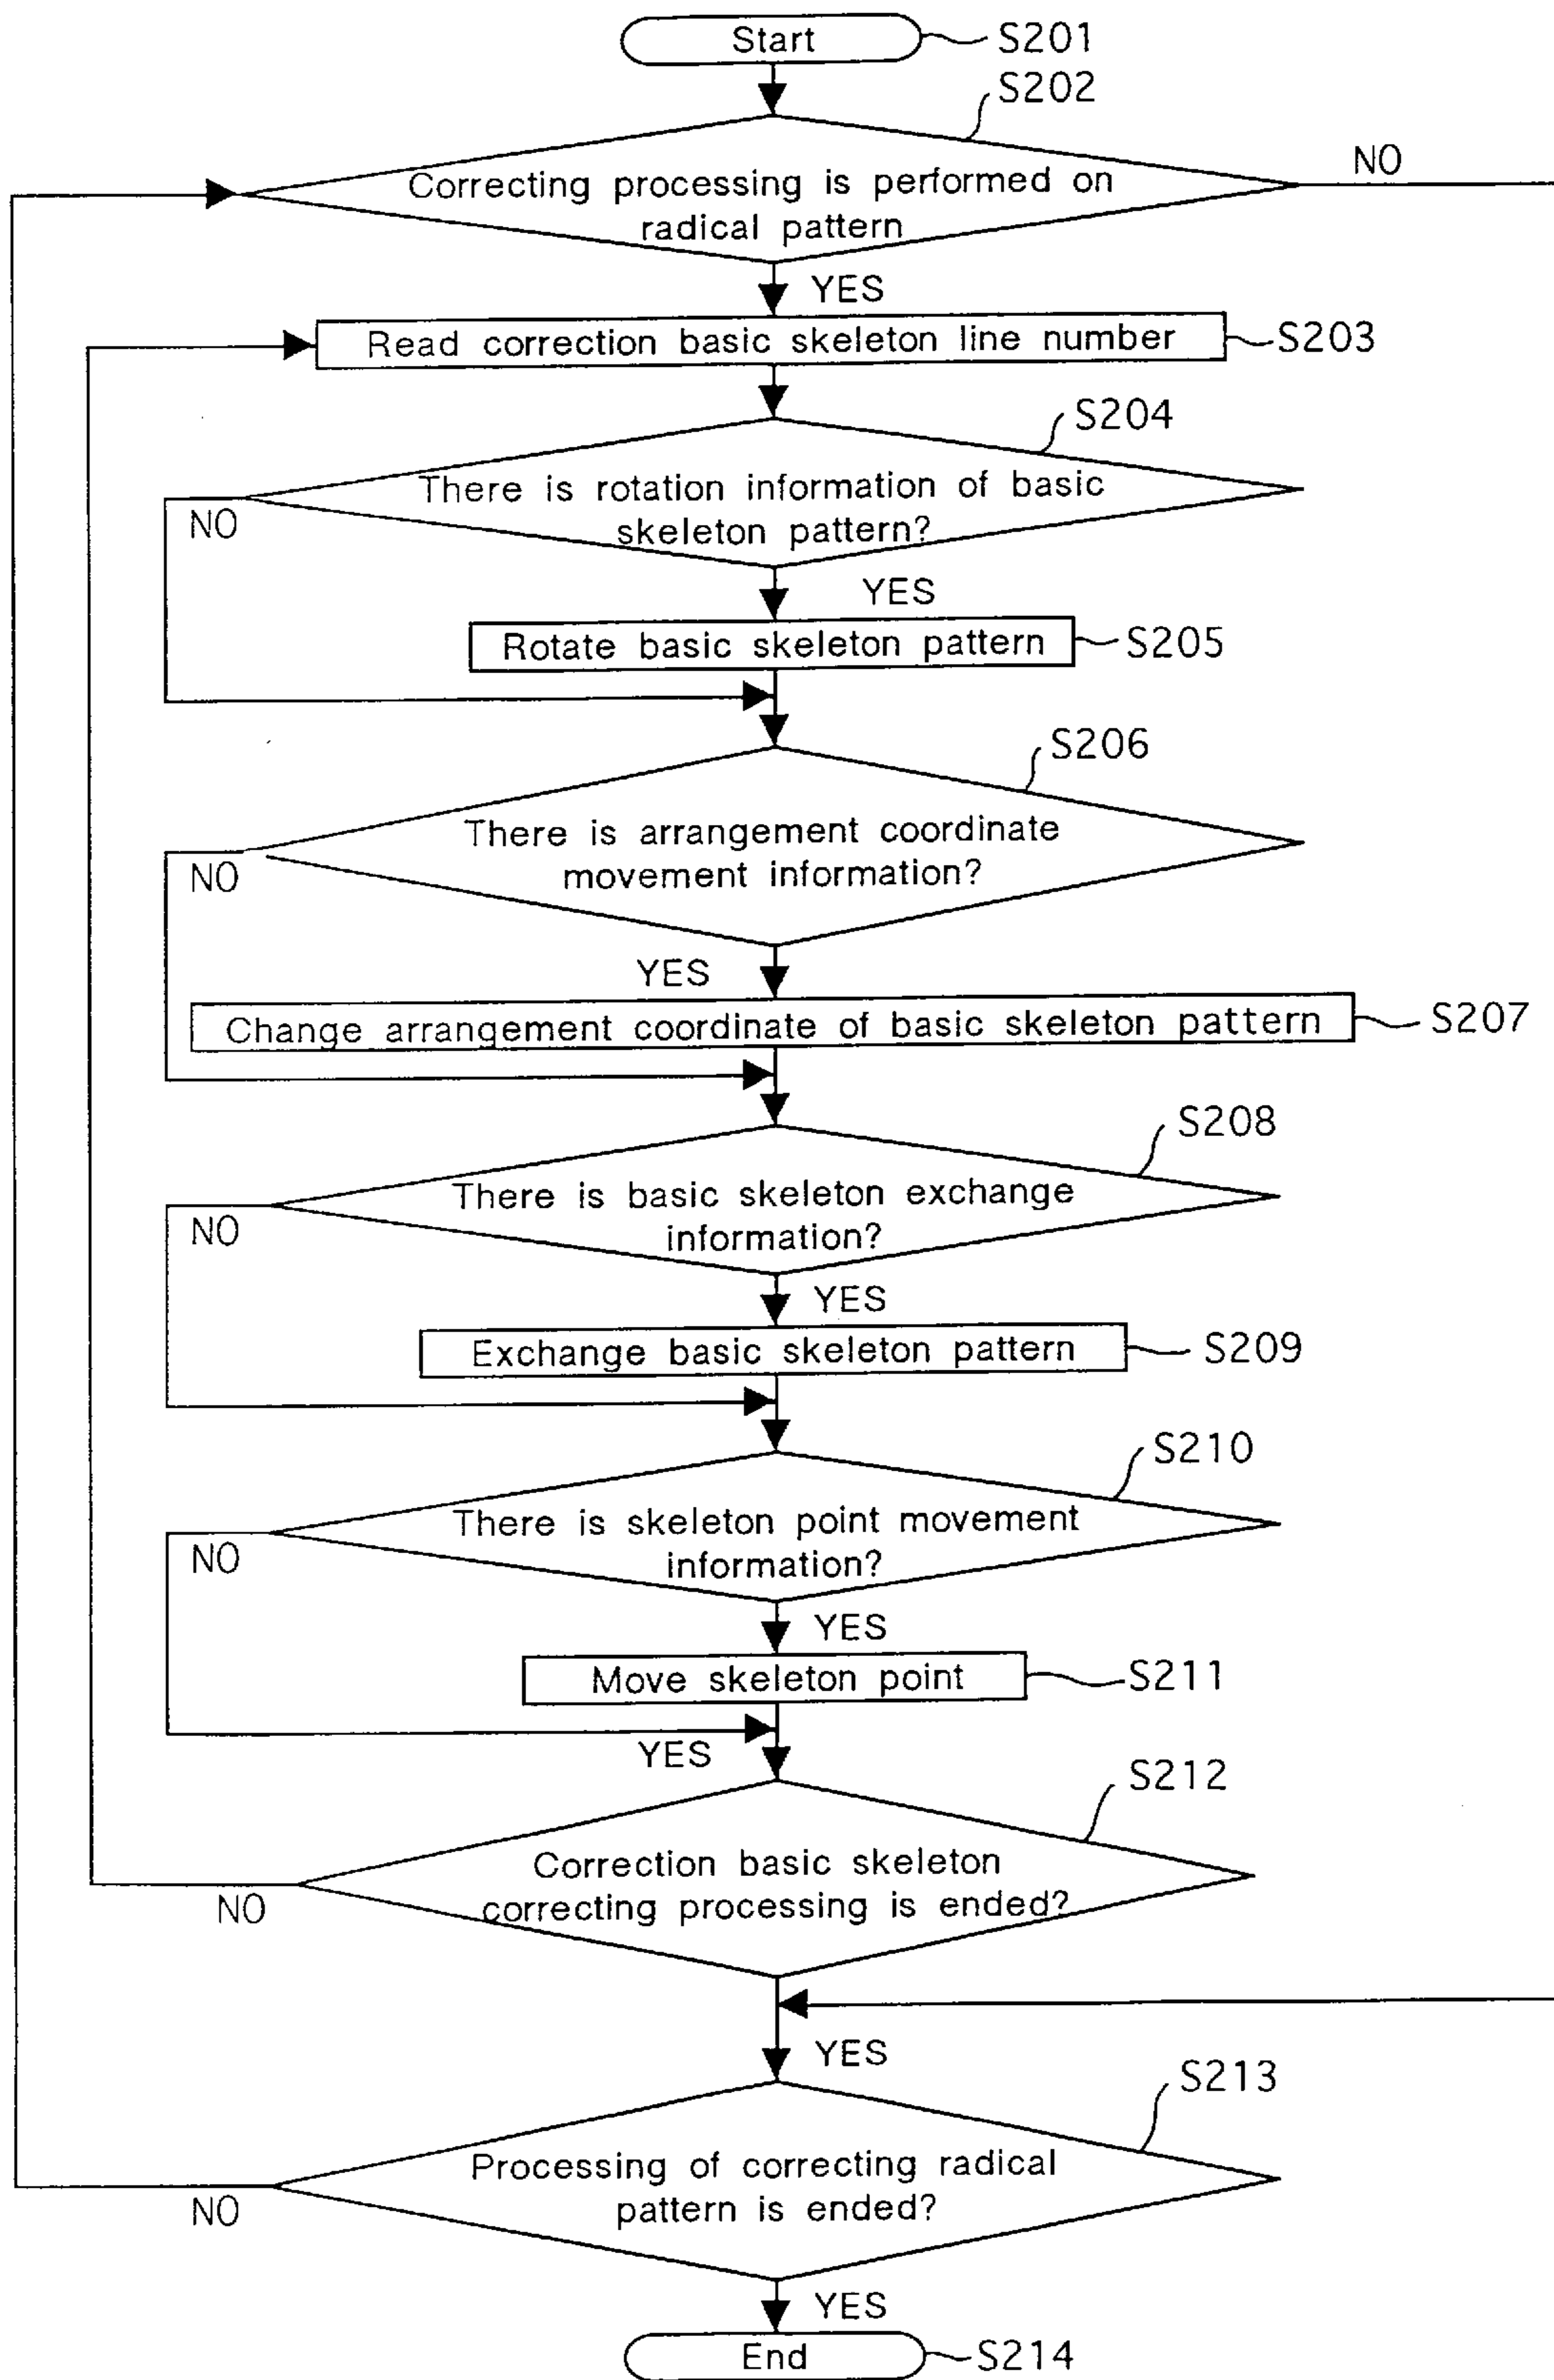 Start
S201
S202
NO
Correcting processing is performed on
radical pattern
YES
Read correction basic skeleton line number
S203
S204
There is rotation information of basic
skeleton pattern?
NO
YES
Rotate basic skeleton pattern
S205
S206
There is arrangement coordinate
movement information?
NO
YES
Change arrangement coordinate of basic skeleton pattern
S207
S208
There is basic skeleton exchange
information?
NO
YES
Exchange basic skeleton pattern
S209
S210
There is skeleton point movement
information?
NO
YES
Move skeleton point
S211
YES
S212
Correction basic skeleton
correcting processing is ended?
NO
YES
S213
Processing of correcting radical
pattern is ended?
NO
YES
End
S214